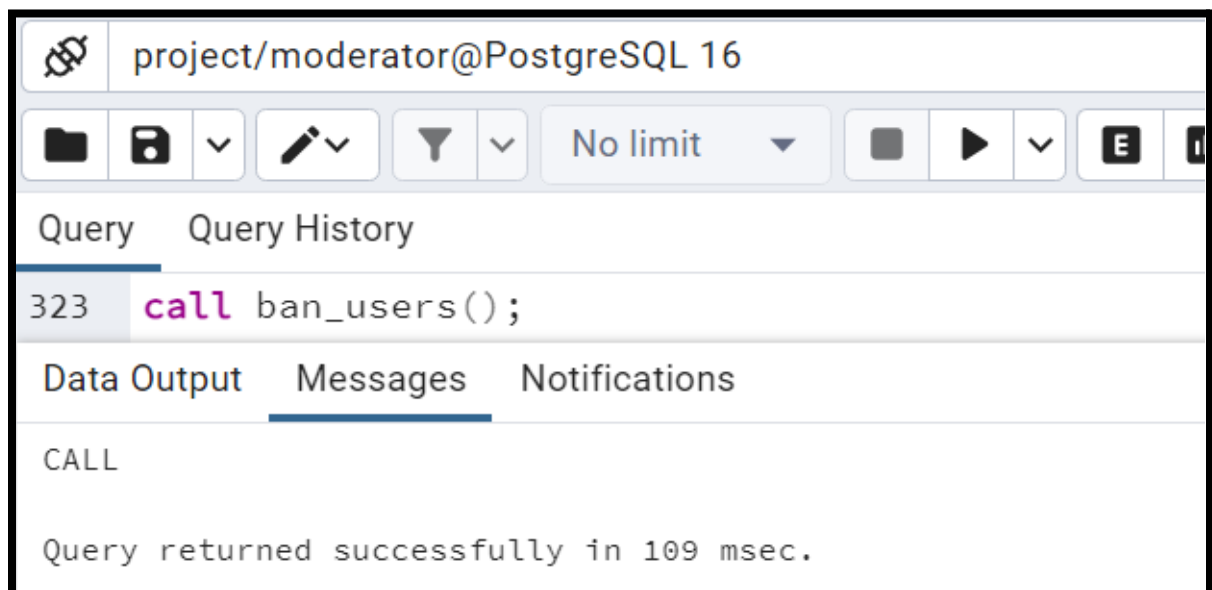 project/moderator@PostgreSQL 16
No limit
E
Query Query History
323 call ban_users();
Data Output Messages Notifications
CALL
Query returned successfully in 109 msec.